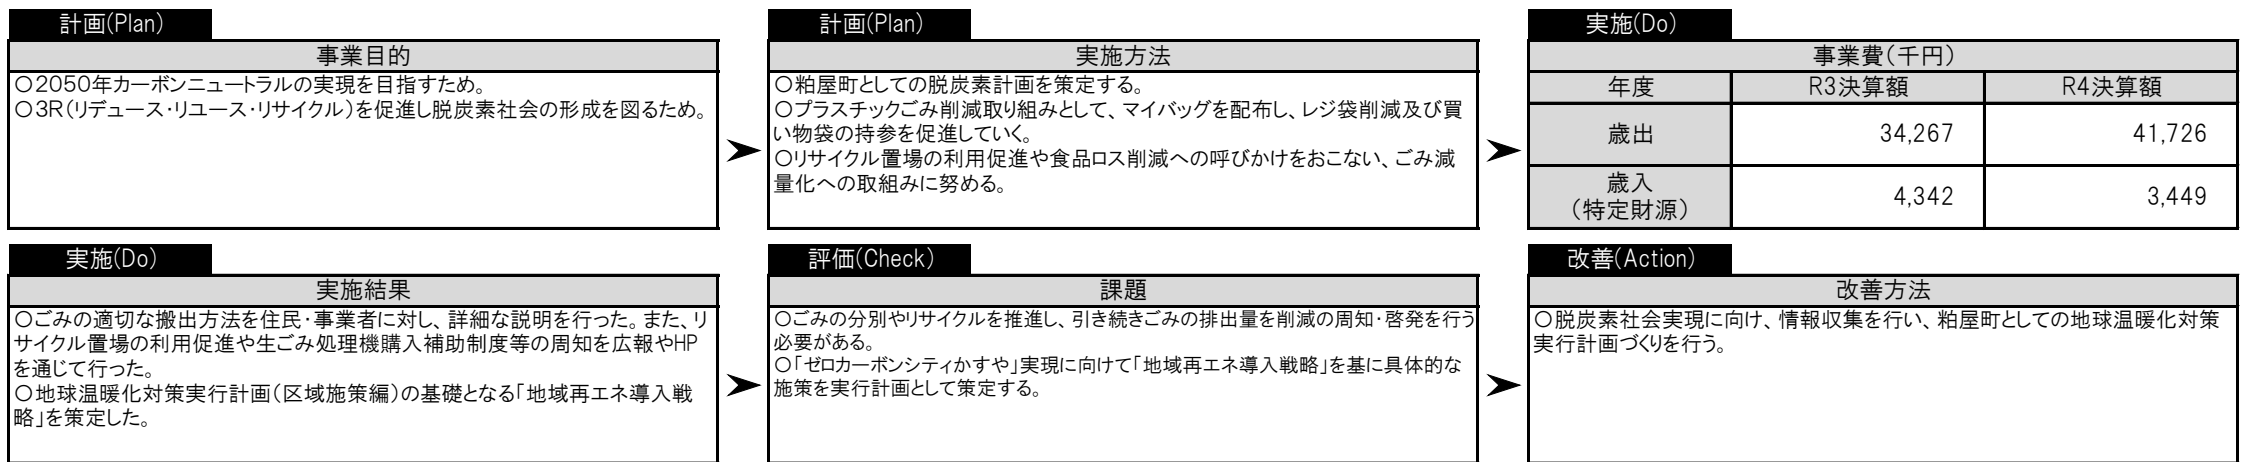 計画(Plan)
事業目的
○2050年カーボンニュートラルの実現を目指すため。
○3R(リデュース・リユース・リサイクル)を促進し脱炭素社会の形成を図るため。
計画(Plan)
実施方法
○粕屋町としての脱炭素計画を策定する。
○プラスチックごみ削減取り組みとして、マイバッグを配布し、レジ袋削減及び買
い物袋の持参を促進していく。
○リサイクル置場の利用促進や食品ロス削減への呼びかけをおこない、ごみ減
量化への取組みに努める。
実施(Do)
事業費(千円)
年度 R3決算額 R4決算額
歳出 34,267 41,726
歳入
(特定財源) 4,342 3,449
実施(Do)
実施結果
○ごみの適切な搬出方法を住民・事業者に対し、詳細な説明を行った。また、リ
サイクル置場の利用促進や生ごみ処理機購入補助制度等の周知を広報やHP
を通じて行った。
○地球温暖化対策実行計画(区域施策編)の基礎となる「地域再エネ導入戦
略」を策定した。
評価(Check)
課題
○ごみの分別やリサイクルを推進し、引き続きごみの排出量を削減の周知・啓発を行う
必要がある。
○「ゼロカーボンシティかすや」実現に向けて「地域再エネ導入戦略」を基に具体的な
施策を実行計画として策定する。
改善(Action)
改善方法
○脱炭素社会実現に向け、情報収集を行い、粕屋町としての地球温暖化対策
実行計画づくりを行う。